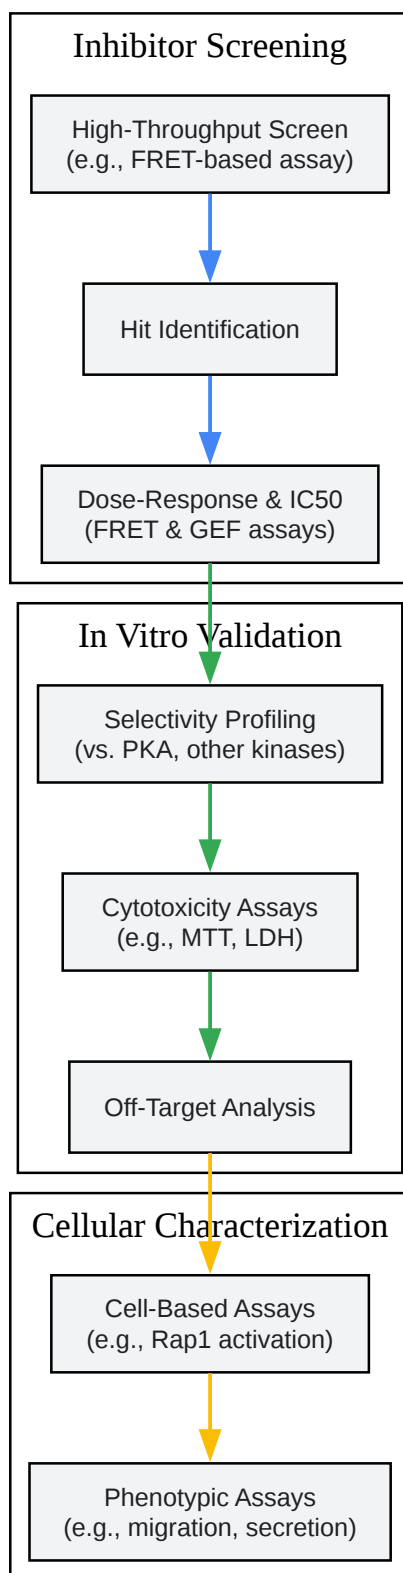 Inhibitor Screening
High-Throughput Screen
(e.g., FRET-based assay)
Hit Identification
Dose-Response & IC50
(FRET & GEF assays)
In Vitro Validation
Selectivity Profiling
(vs. PKA, other kinases)
Cytotoxicity Assays
(e.g., MTT, LDH)
Off-Target Analysis
Cellular Characterization
Cell-Based Assays
(e.g., Rap1 activation)
Phenotypic Assays
(e.g., migration, secretion)